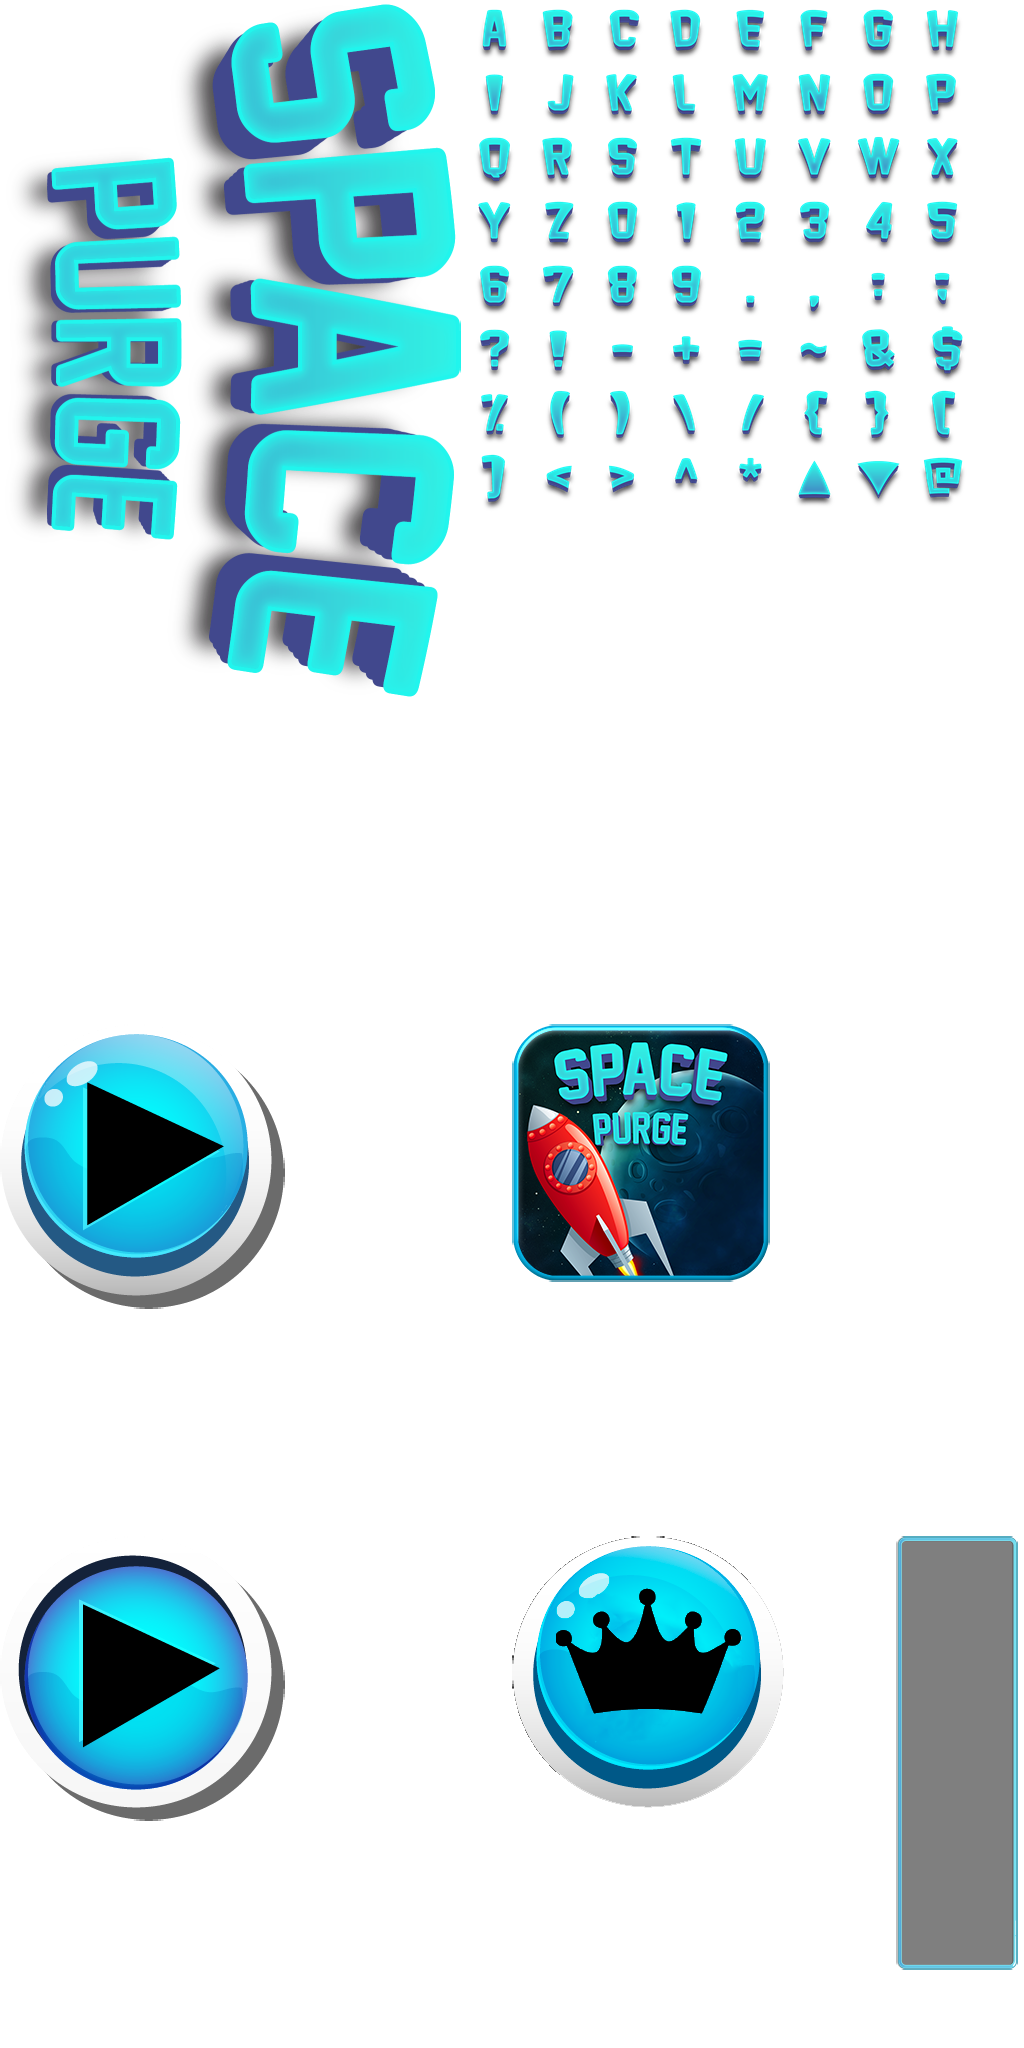 SPACE
PURGE
A B C D E F G H
I J K L M N O P
Q R S T U V W X
Y Z 0 1 2 3 4 5
6 7 8 9 . , : ;
? ! - + = ~ & $
% ( ) \ / { } [
] < > ^ * ▲ ▼ @
SPACE
PURGE